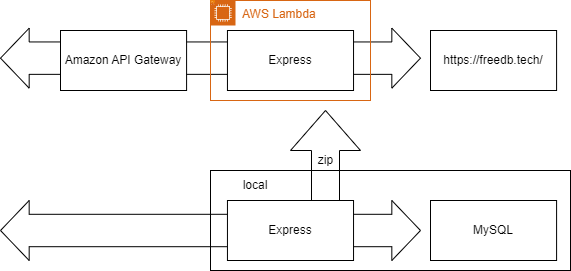 AWS Lambda
Amazon API Gateway
Express
https://freedb.tech/
zip
local
Express
MySQL